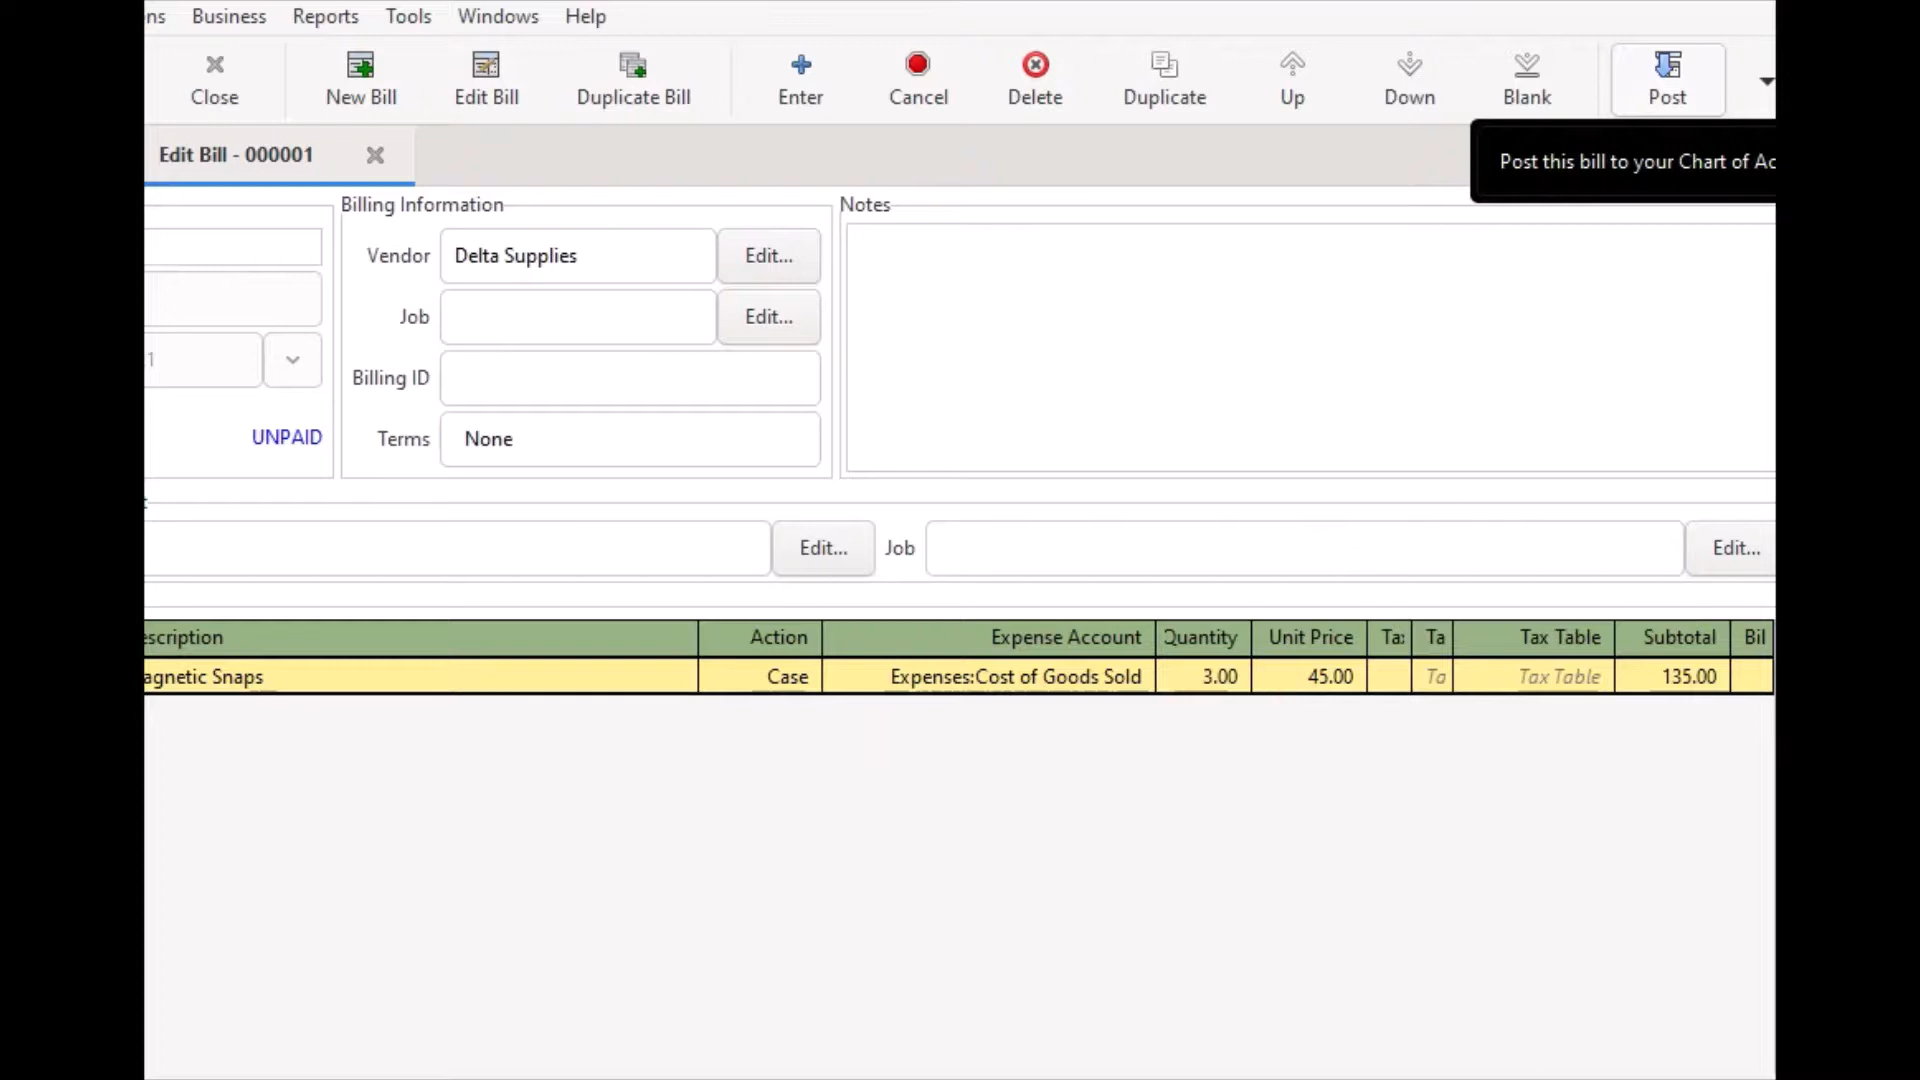 ns Business Reports Tools Windows Help
Close New Bill Edit Bill Duplicate Bill Enter Cancel Delete Duplicate Up Down Blank Post
Edit Bill - 000001
Post this bill to your Chart of Ac
Billing Information
Notes
Vendor Delta Supplies Edit...
Job Edit...
1
Billing ID
UNPAID
Terms None
Edit... Job Edit...
escription Action Expense Account Quantity Unit Price Ta Ta Tax Table Subtotal Bil
agnetic Snaps Case Expenses:Cost of Goods Sold 3.00 45.00 Ta Tax Table 135.00